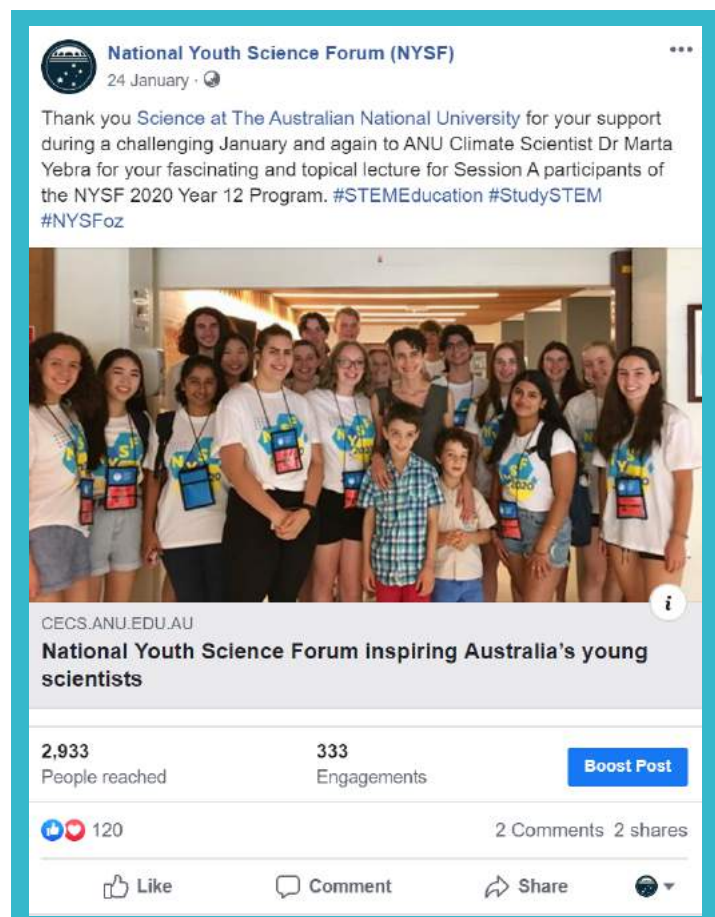 National Youth Science Forum (NYSF)
24 January ·
Thank you Science at The Australian National University for your support
during a challenging January and again to ANU Climate Scientist Dr Marta
Yebra for your fascinating and topical lecture for Session A participants of
the NYSF 2020 Year 12 Program. #STEMEducation #StudySTEM
#NYSFoz
CECS.ANU.EDU.AU
National Youth Science Forum inspiring Australia's young
scientists
2,933
People reached
333
Engagements
Boost Post
120
2 Comments 2 shares
Like
Comment
Share